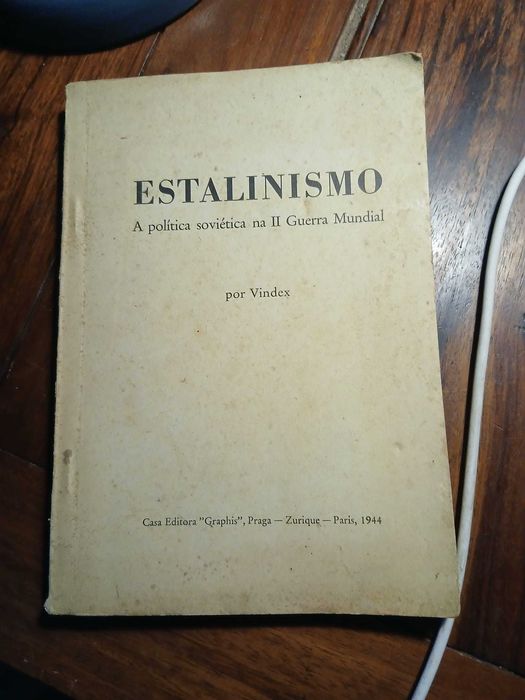 ESTALINISMO
A política soviética na II Guerra Mundial
por Vindex
Casa Editora "Graphis", Praga — Zurique — Paris, 1944